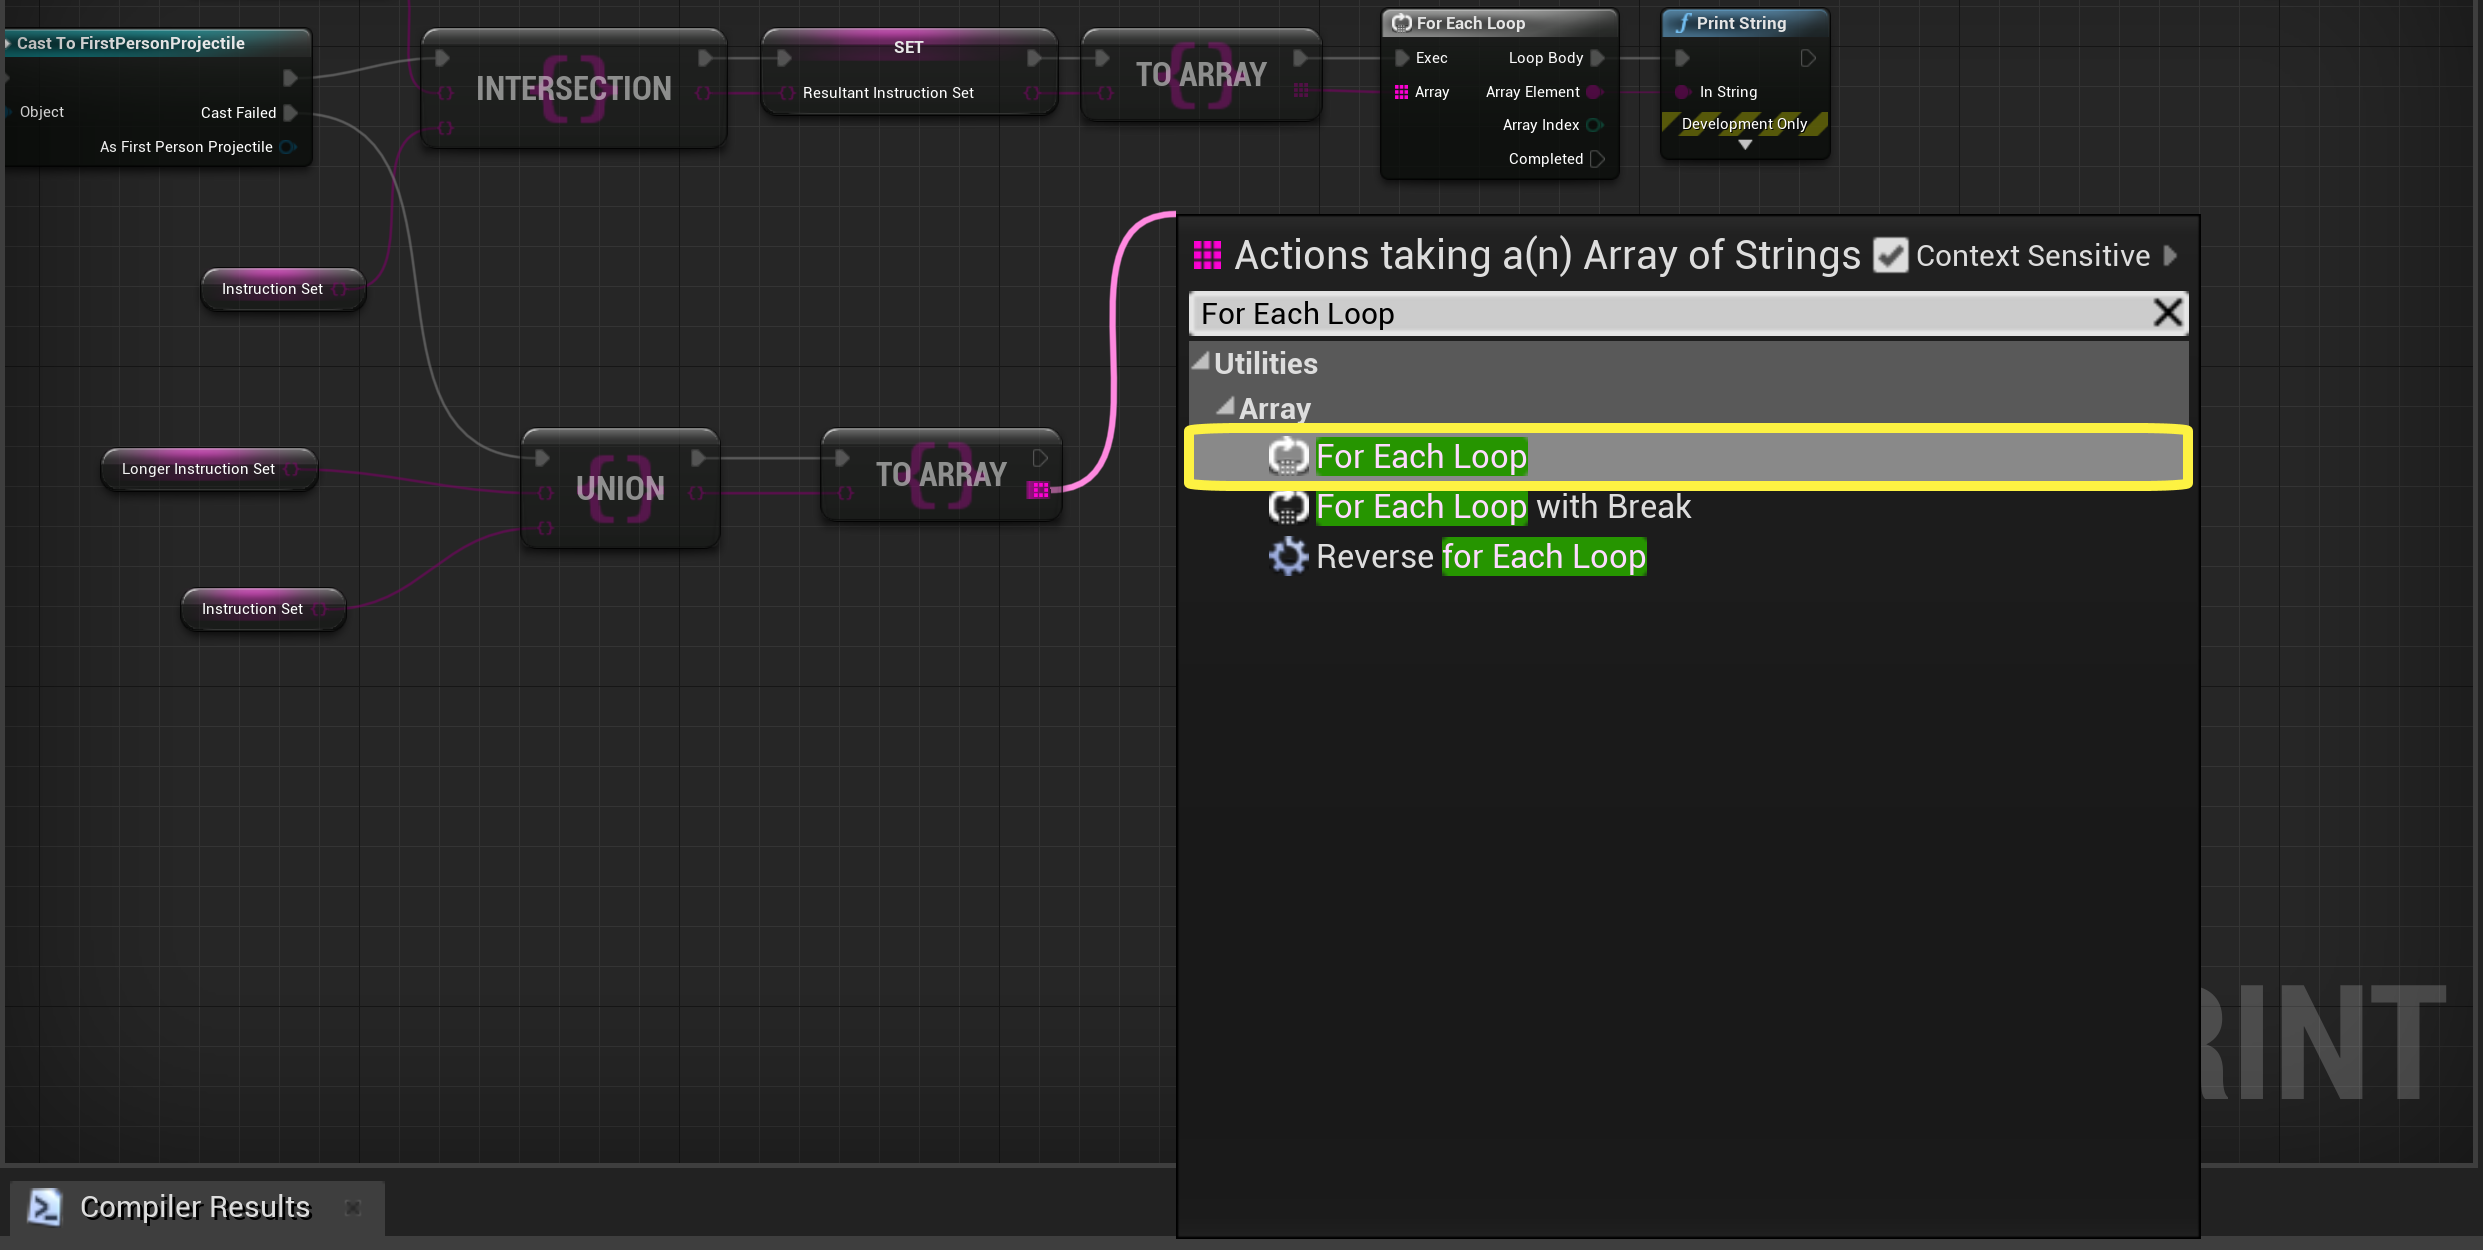 Cast To FirstPersonProjectile
Object
Cast Failed
As First Person Projectile
INTERSECTION
SET
Resultant Instruction Set
TO ARRAY
For Each Loop
Exec
Loop Body
Array
Array Element
Array Index
Completed
Print String
In String
Development Only
Instruction Set
Longer Instruction Set
UNION
TO ARRAY
Instruction Set
Actions taking a(n) Array of Strings
Context Sensitive
For Each Loop
Utilities
Array
For Each Loop
For Each Loop with Break
Reverse for Each Loop
RINT
Compiler Results